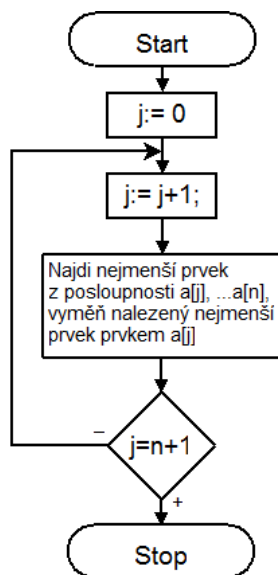 Start
j:= 0
j:= j+1;
Najdi nejmenší prvek
z posloupnosti a[j], ...a[n],
vyměň nalezený nejmenší
prvek prvkem a[j]
–
j=n+1
+
Stop